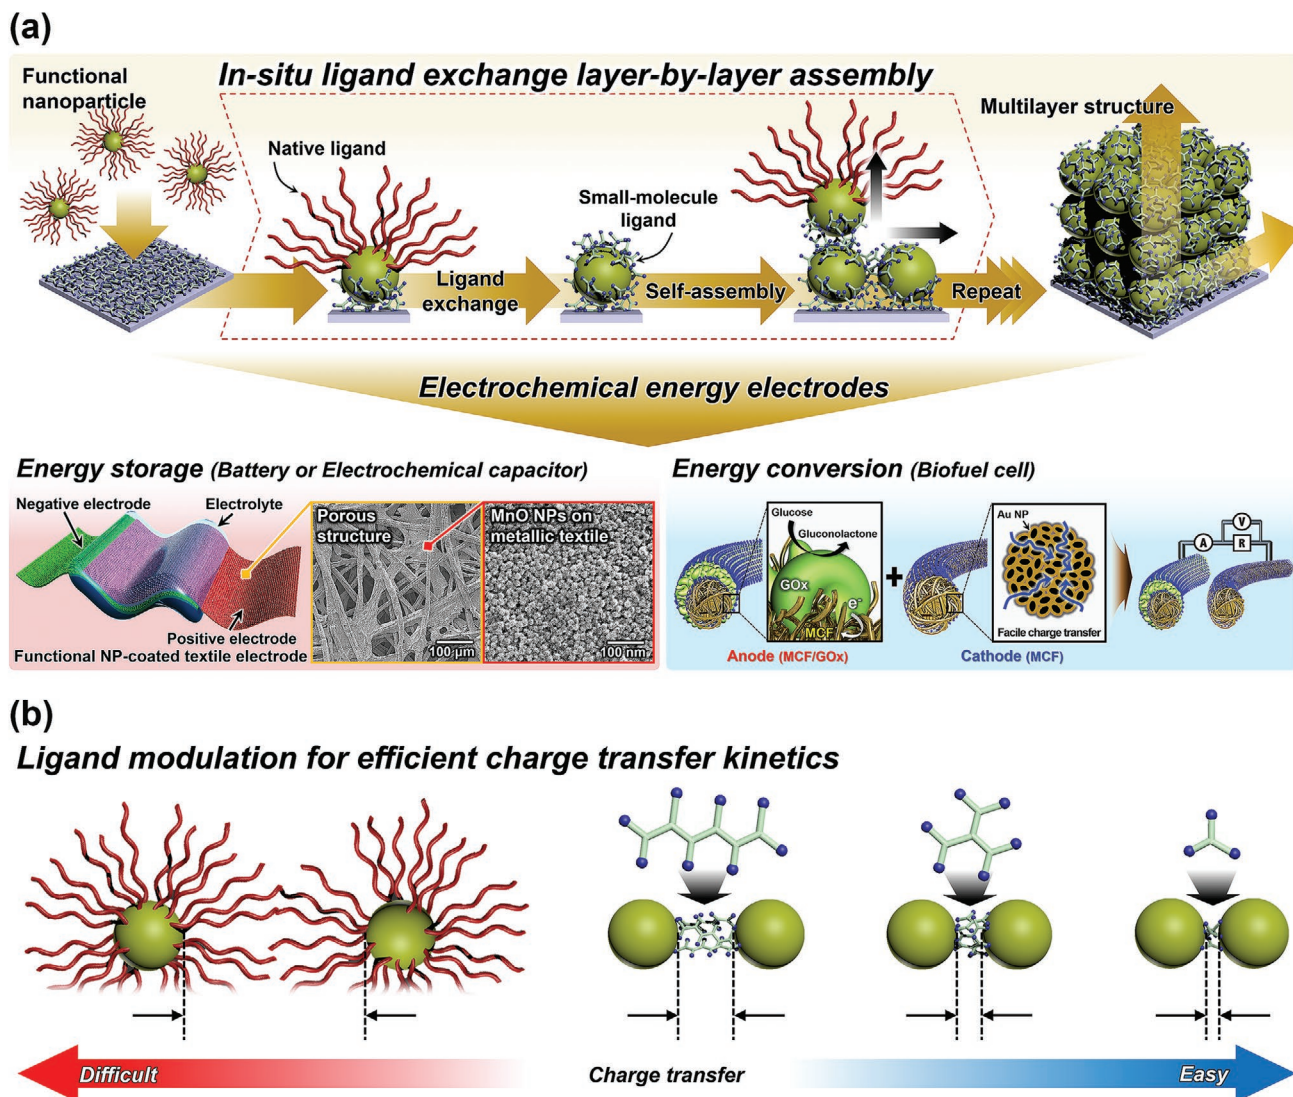 (a)
In-situ ligand exchange layer-by-layer assembly
Functional
nanoparticle
Native ligand
Small-molecule
ligand
Multilayer structure
Ligand
exchange
Self-assembly
Repeat
Electrochemical energy electrodes
Energy storage (Battery or Electrochemical capacitor)
Negative electrode
Electrolyte
Positive electrode
Functional NP-coated textile electrode
Porous
structure
100 μm
MnO NPs on
metallic textile
100 nm
Energy conversion (Biofuel cell)
Glucose
Gluconolactone
GOx
e-
MCF
Anode (MCF/GOx)
+
Au NP
Facile charge transfer
Cathode (MCF)
V
A
R
(b)
Ligand modulation for efficient charge transfer kinetics
Difficult
Charge transfer
Easy